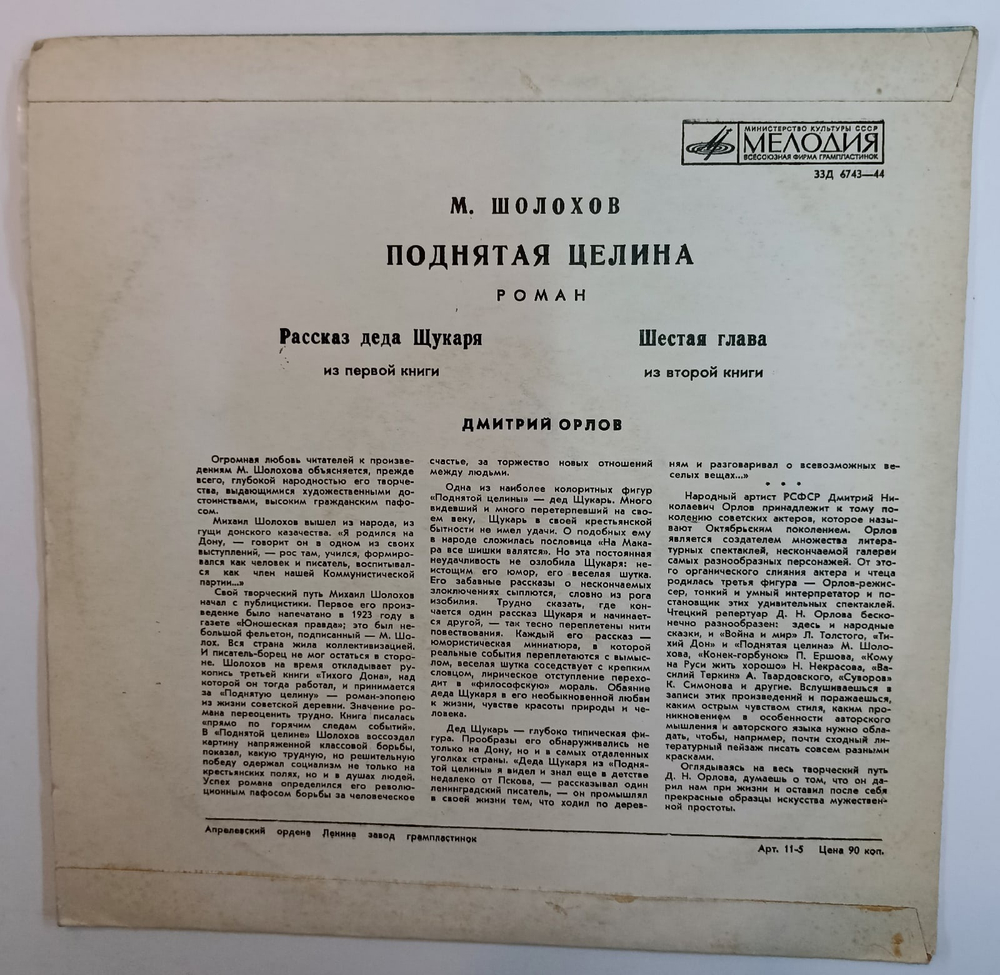 МИНИСТЕРСТВО КУЛЬТУРЫ СССР
МЕЛОДИЯ
ВСЕСОЮЗНАЯ ФИРМА ГРАМПЛАСТИНОК
33Д 6743—44
М. ШОЛОХОВ
ПОДНЯТАЯ ЦЕЛИНА
РОМАН
Рассказ деда Щукаря
из первой книги
Шестая глава
из второй книги
ДМИТРИЙ ОРЛОВ
Огромная любовь читателей к произве-
дениям М. Шолохова объясняется, прежде
всего, глубокой народностью его творче-
ства, выдающимися художественными до-
стоинствами, высоким гражданским пафо-
сом.
Михаил Шолохов вышел из народа, из
гущи донского казачества. «Я родился на
Дону, — говорит он в одном из своих
выступлений, — рос там, учился, формиро-
вался как человек и писатель, воспитывал-
ся как член нашей Коммунистической
партии...»
Свой творческий путь Михаил Шолохов
начал с публицистики. Первое его произ-
ведение было напечатано в 1923 году в
газете «Юношеская правда»; это был не-
большой фельетон, подписанный — М. Шо-
лох. Вся страна жила коллективизацией.
И писатель-борец не мог остаться в сторо-
не. Шолохов на время откладывает ру-
копись третьей книги «Тихого Дона», над
которой он тогда работал, и принимается
за «Поднятую целину» — роман-эпопею
из жизни советской деревни. Значение ро-
мана переоценить трудно. Книга писалась
«прямо по горячим следам событий».
В «Поднятой целине» Шолохов воссоздал
картину напряженной классовой борьбы,
показал, какую трудную, но решительную
победу одержал социализм не только на
крестьянских полях, но и в душах людей.
Успех романа определился его револю-
ционным пафосом борьбы за человеческое
счастье, за торжество новых отношений
между людьми.
Одна из наиболее колоритных фигур
«Поднятой целины» — дед Щукарь. Много
видевший и много перетерпевший на сво-
ем веку, Щукарь в своей крестьянской
бытности не имел удачи. О подобных ему
в народе сложилась пословица «На Мака-
ра все шишки валятся». Но эта постоянная
неудачливость не озлобила Щукаря: не-
истощим его юмор, его веселая шутка.
Его забавные рассказы о нескончаемых
злоключениях сыплются, словно из рога
изобилия. Трудно сказать, где кон-
чается один рассказ Щукаря и начинает-
ся другой, — так тесно переплетены нити
повествования. Каждый его рассказ —
юмористическая миниатюра, в которой
реальные события переплетаются с вымыс-
лом, веселая шутка соседствует с крепким
словцом, лирическое отступление перехо-
дит в «философскую» мораль. Обаяние
деда Щукаря в его необыкновенной любви
к жизни, чувстве красоты природы и че-
ловека.
Дед Щукарь — глубоко типическая фи-
гура. Прообразы его обнаруживались не
только на Дону, но и в самых отдаленных
уголках страны. «Деда Щукаря из «Подня-
той целины» я видел и знал еще в детстве
недалеко от Пскова, — рассказывал один
ленинградский писатель, — он промышлял
в своей жизни тем, что ходил по дерев-
ням и разговаривал о всевозможных ве-
селых вещах...»
• • •
Народный артист РСФСР Дмитрий Ни-
колаевич Орлов принадлежит к тому по-
колению советских актеров, которое назы-
вают Октябрьским поколением. Орлов
является создателем множества литера-
турных спектаклей, нескончаемой галереи
самых разнообразных персонажей. От это-
го органического слияния актера и чтеца
родилась третья фигура — Орлов-режис-
сер, тонкий и умный интерпретатор и по-
становщик этих удивительных спектаклей.
Чтецкий репертуар Д. Н. Орлова беско-
нечно разнообразен: здесь и народные
сказки, и «Война и мир» Л. Толстого, «Ти-
хий Дон» и «Поднятая целина» М. Шоло-
хова, «Конек-горбунок» П. Ершова, «Кому
на Руси жить хорошо» Н. Некрасова, «Ва-
силий Теркин» А. Твардовского, «Суворов»
К. Симонова и другие. Вслушиваешься в
записи этих произведений и поражаешься,
каким острым чувством стиля, каким про-
никновением в особенности авторского
мышления и авторского языка нужно обла-
дать, чтобы, например, почти сходный ли-
тературный пейзаж писать совсем разными
красками.
Оглядываясь на весь творческий путь
Д. Н. Орлова, думаешь о том, что он да-
рил нам при жизни и оставил после себя
прекрасные образцы искусства мужествен-
ной простоты.
Апрелевский ордена Ленина завод грампластинок
Арт. 11-5 Цена 90 коп.